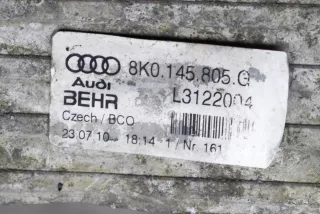 8K0.145.805.G
Audi
BEHR L3122004
Czech / BCO
23.07.10 - 18:14 - 1 / Nr. 161